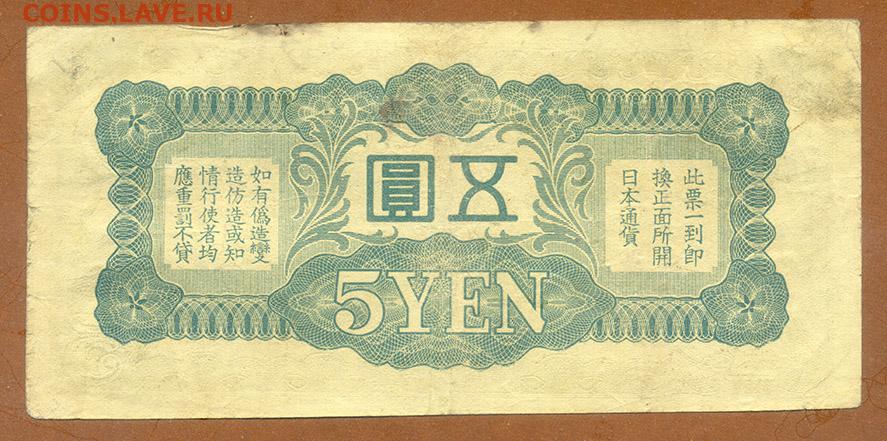 COINS.LAVE.RU
五圓
此票一到即
換正面所開
日本通貨
如有偽造變
造仿造或知
情行使者均
應重罰不貸
5YEN